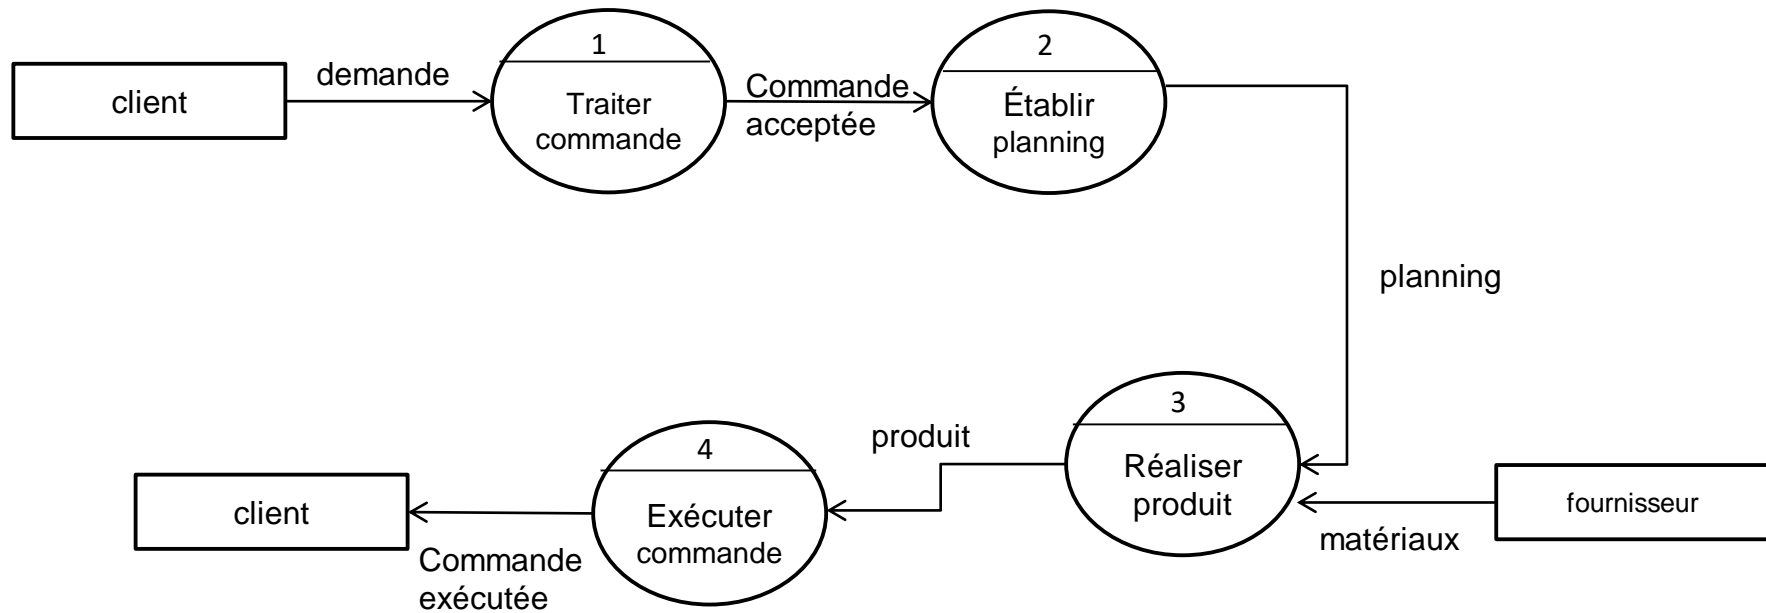 client
demande
1
Traiter
commande
Commande
acceptée
2
Établir
planning
planning
3
Réaliser
produit
fournisseur
matériaux
produit
4
Exécuter
commande
Commande
exécutée
client